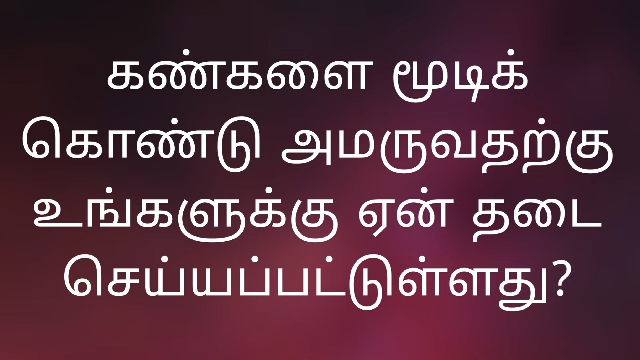 கண்களை மூடிக்
கொண்டு அமருவதற்கு
உங்களுக்கு ஏன் தடை
செய்யப்பட்டுள்ளது?